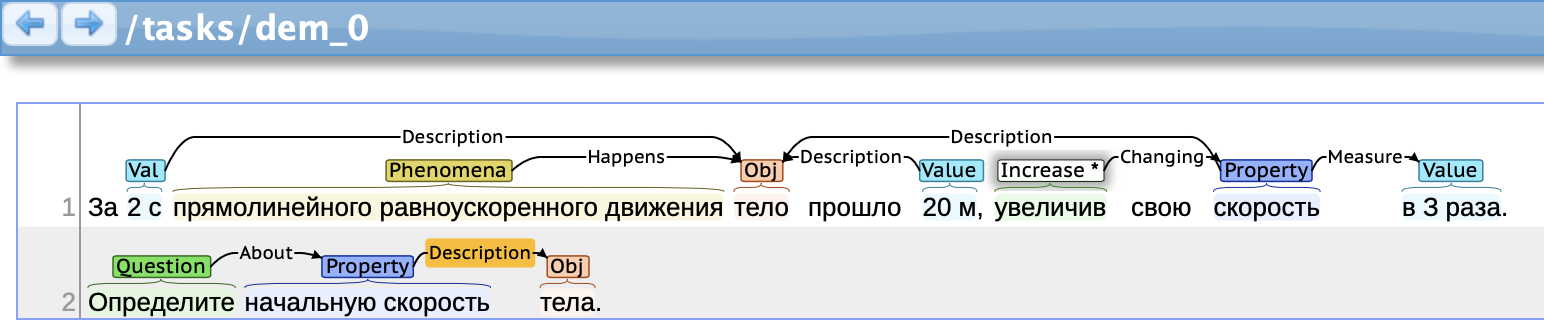 /tasks/dem_0
Description Description
Val Phenomena Happens Obj Description Value Increase * Changing Property Measure Value
1 За 2 с прямолинейного равноускоренного движения тело прошло 20 м, увеличив свою скорость в 3 раза.
Question About Property Description Obj
2 Определите начальную скорость тела.